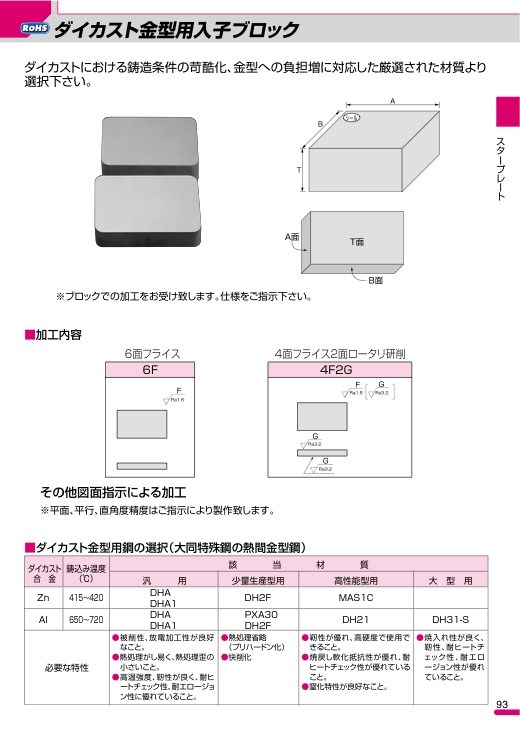 RoHS ダイカスト金型用入子ブロック
ダイカストにおける鋳造条件の苛酷化、金型への負担増に対応した厳選された材質より
選択下さい。
A
B
シール
T
A面
T面
B面
スタープレート
※ブロックでの加工をお受け致します。仕様をご指示下さい。
■加工内容
6面フライス
6F
F
Ra1.6
4面フライス2面ロータリ研削
4F2G
F G
Ra1.6 Ra3.2
G
Ra3.2
G
Ra3.2
その他図面指示による加工
※平面、平行、直角度精度はご指示により製作致します。
■ダイカスト金型用鋼の選択（大同特殊鋼の熱間金型鋼）
ダイカスト合金 鋳込み温度（℃） 該当材質
汎用 少量生産型用 高性能型用 大型用
Zn 415~420 DHA DHA1 DH2F MAS1C
Al 650~720 DHA DHA1 PXA30 DH2F DH21 DH31-S
必要な特性
●被削性、放電加工性が良好
なこと。
●熱処理がし易く、熱処理歪の
小さいこと。
●高温強度、靭性が良く、耐ヒ
ートチェック性、耐エロージョ
ン性に優れていること。
●熱処理省略
（プリハードン化）
●快削化
●靭性が優れ、高硬度で使用で
きること。
●焼戻し軟化抵抗性が優れ、耐
ヒートチェック性が優れている
こと。
●窒化特性が良好なこと。
●焼入れ性が良く、
靭性、耐ヒートチ
ェック性、耐エロ
ージョン性が優れ
ていること。
93